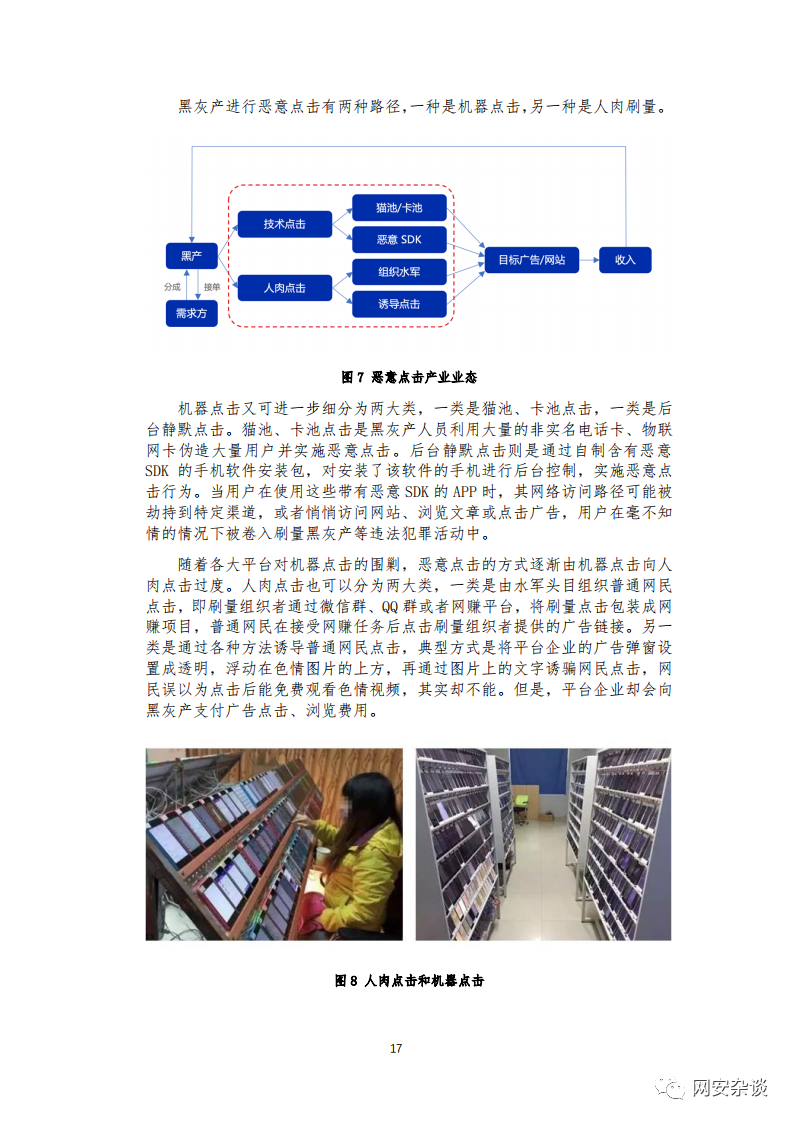 黑灰产进行恶意点击有两种路径，一种是机器点击，另一种是人肉刷量。
技术点击
猫池/卡池
恶意 SDK
黑产
人肉点击
组织水军
诱导点击
目标广告/网站
收入
分成
接单
需求方
图 7 恶意点击产业业态
机器点击又可进一步细分为两大类，一类是猫池、卡池点击，一类是后
台静默点击。猫池、卡池点击是黑灰产人员利用大量的非实名电话卡、物联
网卡伪造大量用户并实施恶意点击。后台静默点击则是通过自制含有恶意
SDK 的手机软件安装包，对安装了该软件的手机进行后台控制，实施恶意点
击行为。当用户在使用这些带有恶意 SDK 的 APP 时，其网络访问路径可能被
劫持到特定渠道，或者悄悄访问网站、浏览文章或点击广告，用户在毫不知
情的情况下被卷入刷量黑灰产等违法犯罪活动中。
随着各大平台对机器点击的围剿，恶意点击的方式逐渐由机器点击向人
肉点击过度。人肉点击也可以分为两大类，一类是由水军头目组织普通网民
点击，即刷量组织者通过微信群、QQ 群或者网赚平台，将刷量点击包装成网
赚项目，普通网民在接受网赚任务后点击刷量组织者提供的广告链接。另一
类是通过各种方法诱导普通网民点击，典型方式是将平台企业的广告弹窗设
置成透明，浮动在色情图片的上方，再通过图片上的文字诱骗网民点击，网
民误以为点击后能免费观看色情视频，其实却不能。但是，平台企业却会向
黑灰产支付广告点击、浏览费用。
图 8 人肉点击和机器点击
17
网安杂谈